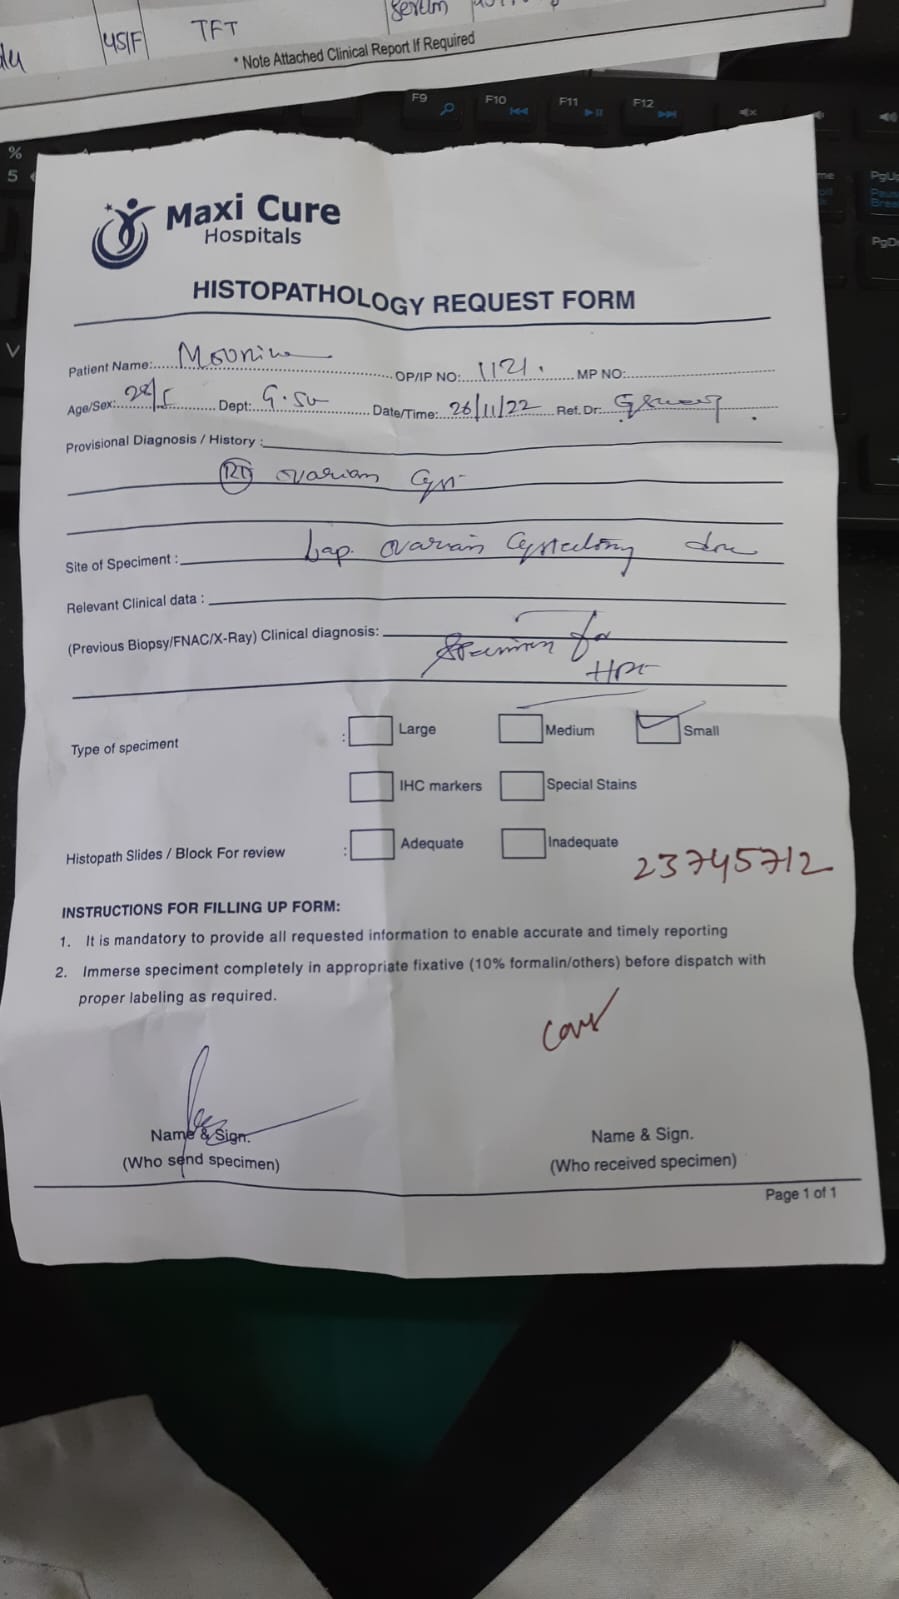 45/F TFT serum
* Note Attached Clinical Report If Required
F9 F10 F11 F12
%
5
V
PgUp
PgD
Maxi Cure
Hospitals
HISTOPATHOLOGY REQUEST FORM
Patient Name: OP/IP NO: 1121. MP NO:
Age/Sex: Dept: Date/Time: 26/11/22 Ref. Dr:
Provisional Diagnosis / History :
Rt ovarian Cyst
Site of Speciment : Lap. ovarian Cystectomy done
Relevant Clinical data :
(Previous Biopsy/FNAC/X-Ray) Clinical diagnosis: Specimen for
HPE
Type of speciment : Large Medium Small
IHC markers Special Stains
Histopath Slides / Block For review : Adequate Inadequate
23745712
INSTRUCTIONS FOR FILLING UP FORM:
1. It is mandatory to provide all requested information to enable accurate and timely reporting
2. Immerse speciment completely in appropriate fixative (10% formalin/others) before dispatch with
proper labeling as required.
Name & Sign. Name & Sign.
(Who send specimen) (Who received specimen)
Page 1 of 1